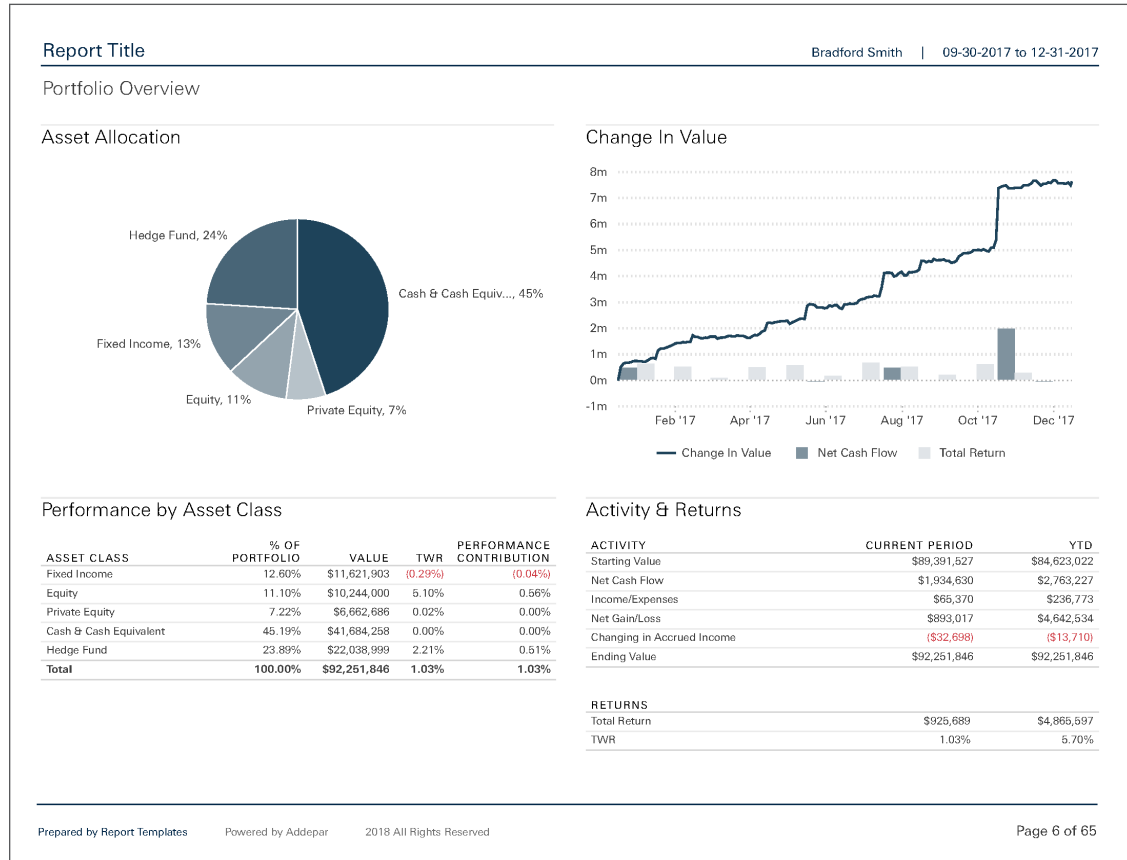 Report Title
Bradford Smith | 09-30-2017 to 12-31-2017
Portfolio Overview
Asset Allocation
Hedge Fund, 24%
Cash & Cash Equiv..., 45%
Fixed Income, 13%
Equity, 11%
Private Equity, 7%
Change In Value
8m
7m
6m
5m
4m
3m
2m
1m
0m
-1m
Feb '17 Apr '17 Jun '17 Aug '17 Oct '17 Dec '17
Change In Value Net Cash Flow Total Return
Performance by Asset Class
ASSET CLASS % OF PORTFOLIO VALUE TWR PERFORMANCE CONTRIBUTION
Fixed Income 12.60% $11,621,903 (0.29%) (0.04%)
Equity 11.10% $10,244,000 5.10% 0.56%
Private Equity 7.22% $6,662,686 0.02% 0.00%
Cash & Cash Equivalent 45.19% $41,684,258 0.00% 0.00%
Hedge Fund 23.89% $22,038,999 2.21% 0.51%
Total 100.00% $92,251,846 1.03% 1.03%
Activity & Returns
ACTIVITY CURRENT PERIOD YTD
Starting Value $89,391,527 $84,623,022
Net Cash Flow $1,934,630 $2,763,227
Income/Expenses $65,370 $236,773
Net Gain/Loss $893,017 $4,642,534
Changing in Accrued Income ($32,698) ($13,710)
Ending Value $92,251,846 $92,251,846
RETURNS
Total Return $925,689 $4,865,597
TWR 1.03% 5.70%
Prepared by Report Templates Powered by Addepar 2018 All Rights Reserved
Page 6 of 65